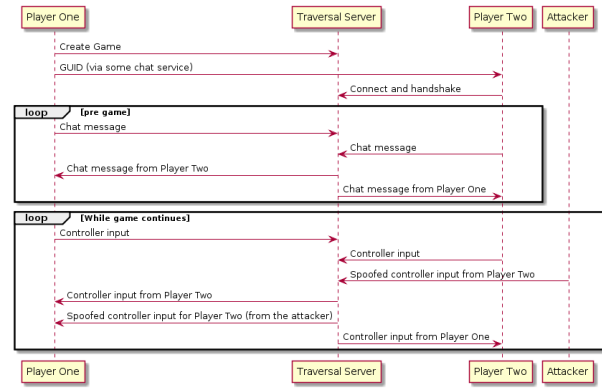 Player One Traversal Server Player Two Attacker
Create Game
GUID (via some chat service)
Connect and handshake
loop [pre game]
Chat message
Chat message
Chat message from Player Two
Chat message from Player One
loop [While game continues]
Controller input
Controller input
Spoofed controller input from Player Two
Controller input from Player Two
Spoofed controller input for Player Two (from the attacker)
Controller input from Player One
Player One Traversal Server Player Two Attacker